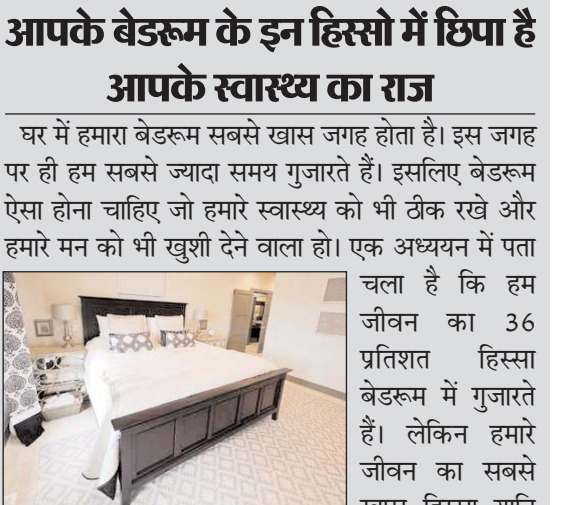 आपके बेडरूम के इन हिस्सो में छिपा है
आपके स्वास्थ्य का राज
घर में हमारा बेडरूम सबसे खास जगह होता है। इस जगह
पर ही हम सबसे ज्यादा समय गुजारते हैं। इसलिए बेडरूम
ऐसा होना चाहिए जो हमारे स्वास्थ्य को भी ठीक रखे और
हमारे मन को भी खुशी देने वाला हो। एक अध्ययन में पता
चला है कि हम
जीवन का 36
प्रतिशत हिस्सा
बेडरूम में गुजारते
हैं। लेकिन हमारे
जीवन का सबसे